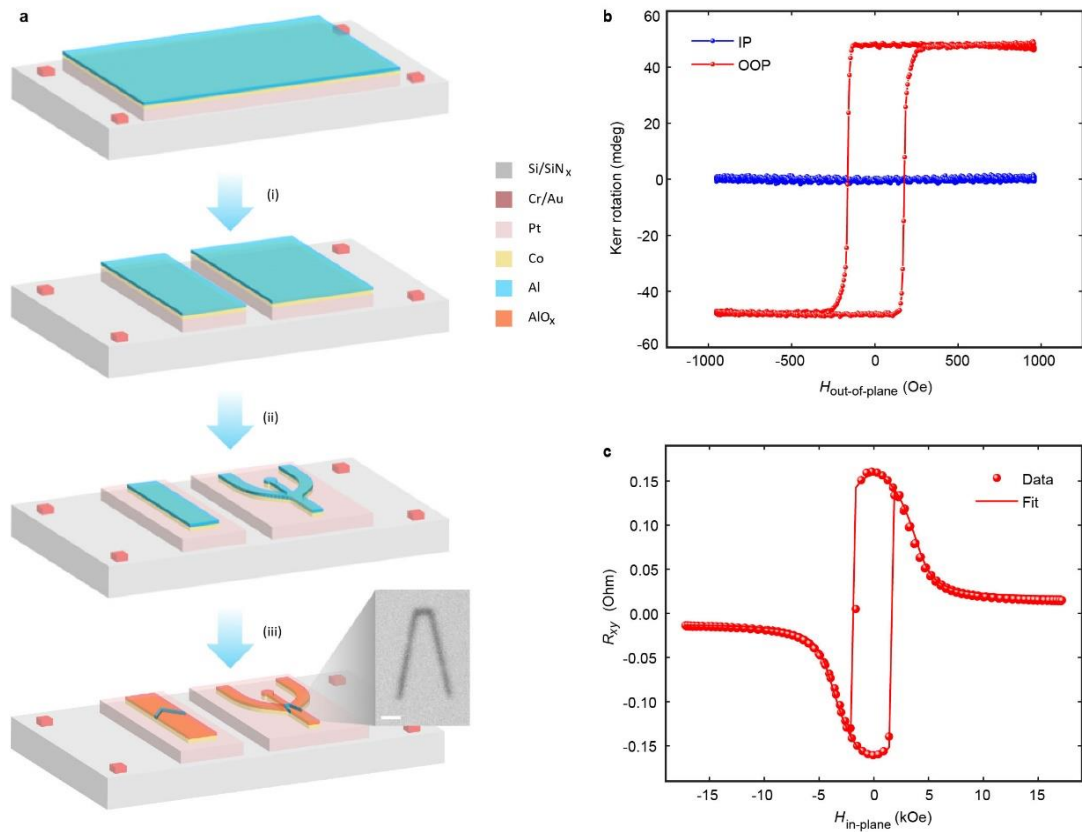 a
(i)
(ii)
(iii)
Si/SiNx
Cr/Au
Pt
Co
Al
AlOx
b
60
40
20
0
-20
-40
-60
Kerr rotation (mdeg)
IP
OOP
-1000
-500
0
500
1000
Hout-of-plane (Oe)
c
0.15
0.10
0.05
0.00
-0.05
-0.10
-0.15
Rxy (Ohm)
Data
Fit
-15
-10
-5
0
5
10
15
Hin-plane (kOe)